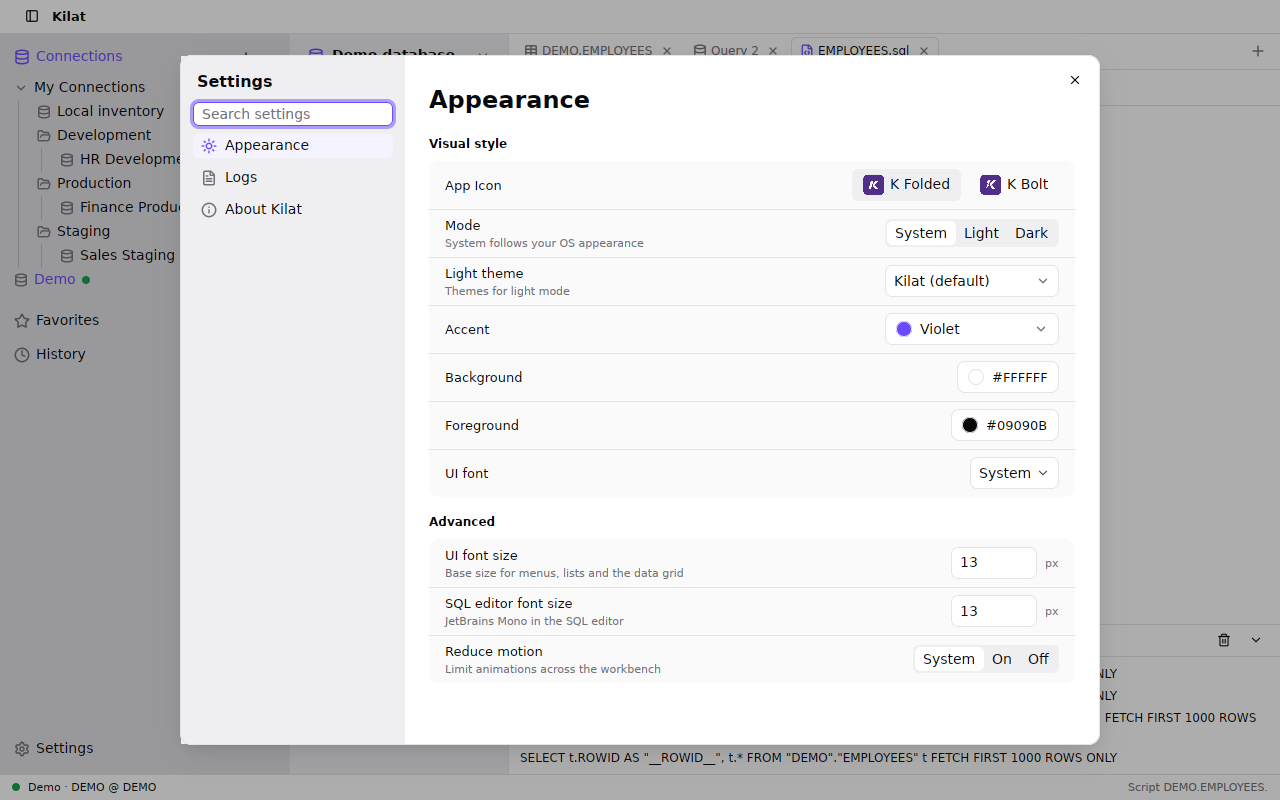 Kilat
Connections
My Connections
Local inventory
Development
HR Developme
Production
Finance Produ
Staging
Sales Staging
Demo
Favorites
History
Settings
Demo database
DEMO.EMPLOYEES
Query 2
EMPLOYEES.sql
Settings
Search settings
Appearance
Logs
About Kilat
Appearance
Visual style
App Icon
K Folded
K Bolt
Mode
System follows your OS appearance
System
Light
Dark
Light theme
Themes for light mode
Kilat (default)
Accent
Violet
Background
#FFFFFF
Foreground
#09090B
UI font
System
Advanced
UI font size
Base size for menus, lists and the data grid
13
px
SQL editor font size
JetBrains Mono in the SQL editor
13
px
Reduce motion
Limit animations across the workbench
System
On
Off
NLY
NLY
FETCH FIRST 1000 ROWS
SELECT t.ROWID AS "__ROWID__", t.* FROM "DEMO"."EMPLOYEES" t FETCH FIRST 1000 ROWS ONLY
Demo · DEMO @ DEMO
Script DEMO.EMPLOYEES.